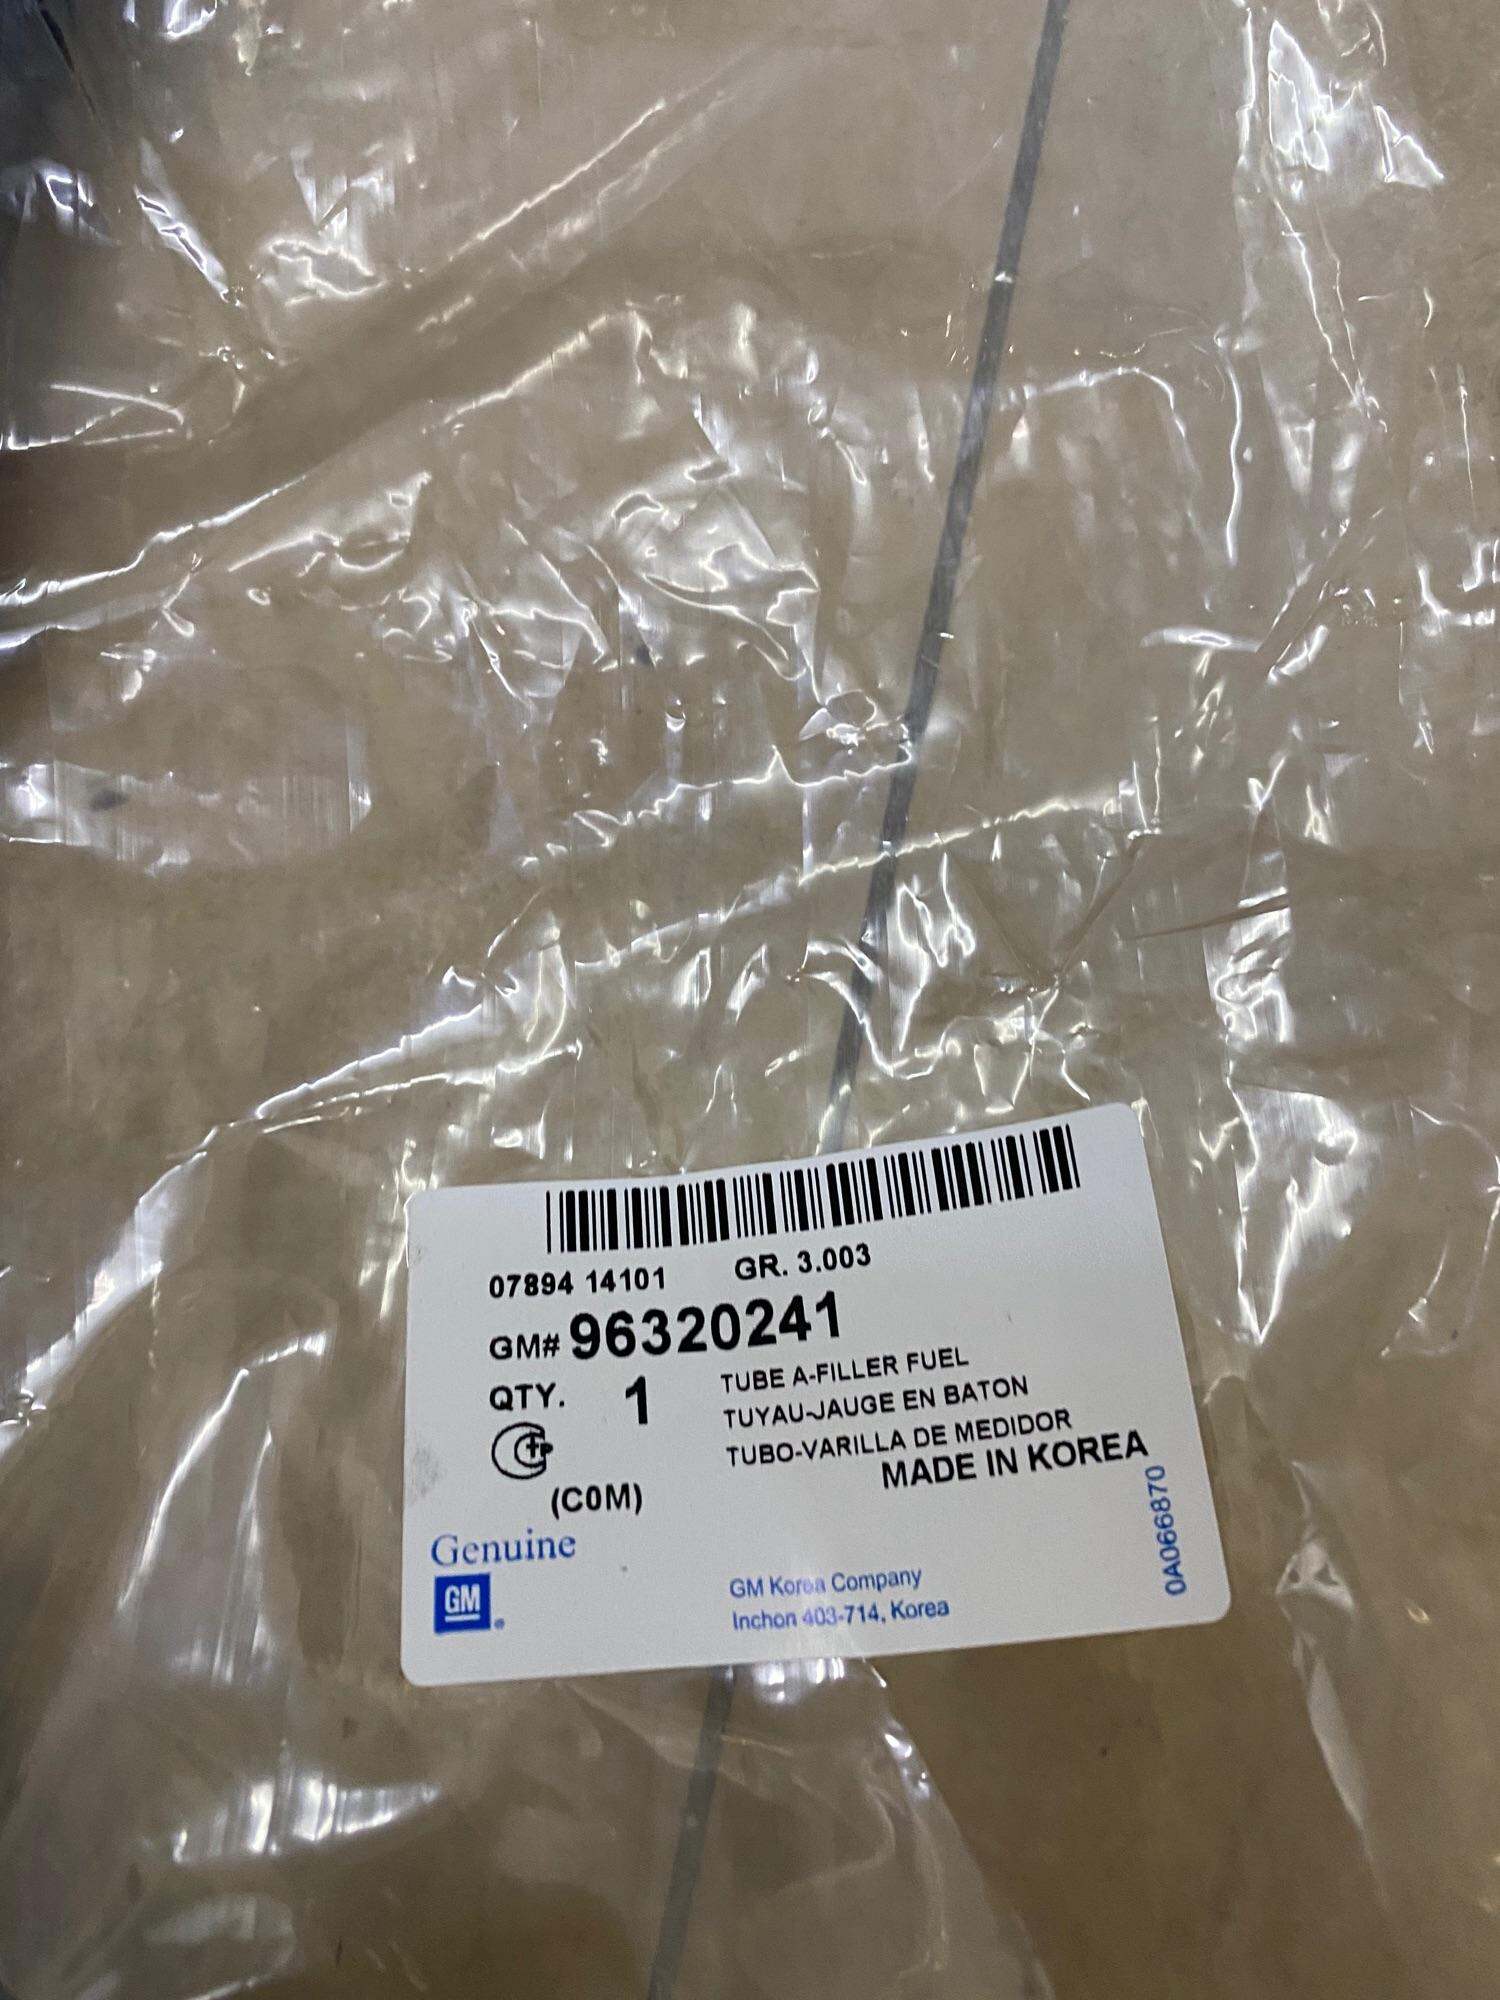 07894 14101 GR. 3.003
GM# 96320241
QTY. 1
TUBE A-FILLER FUEL
TUYAU-JAUGE EN BATON
TUBO-VARILLA DE MEDIDOR
MADE IN KOREA
(C0M)
Genuine
GM
GM Korea Company
Inchon 403-714, Korea
0A066870